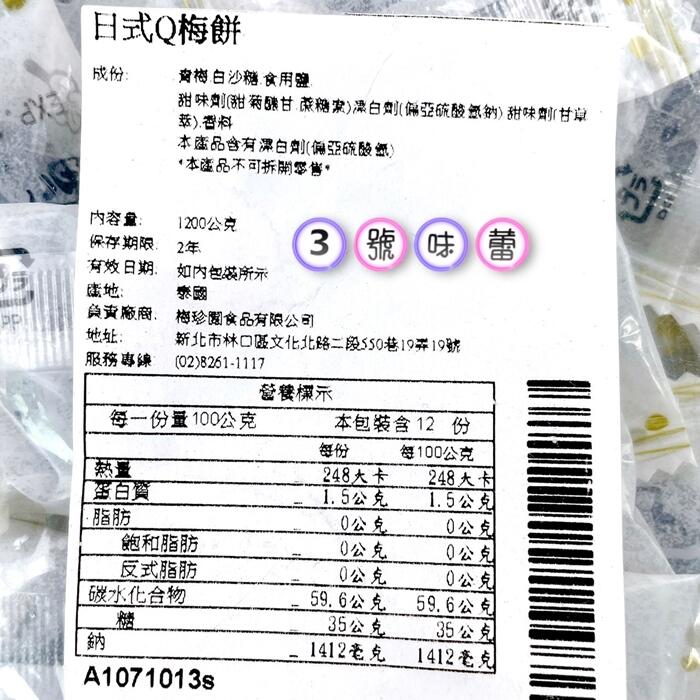 日式Q梅餅
成份: 青梅.白沙糖.食用鹽.
甜味劑(甜菊醣甘.蔗糖素)漂白劑(偏亞硫酸氫鈉) 甜味劑(甘草
萃).香料
本產品含有漂白劑(偏亞硫酸氫)
*本產品不可拆開零售*
內容量: 1200公克
保存期限: 2年
有效日期: 如內包裝所示
產地: 泰國
負責廠商: 梅珍園食品有限公司
地址: 新北市林口區文化北路二段550巷19弄19號
服務專線 (02)8261-1117
3號味蕾
營養標示
每一份量100公克 本包裝含12 份
每份 每100公克
熱量 248大卡 248大卡
蛋白質 1.5公克 1.5公克
脂肪 0公克 0公克
飽和脂肪 0公克 0公克
反式脂肪 0公克 0公克
碳水化合物 59.6公克 59.6公克
糖 35公克 35公克
鈉 1412毫克 1412毫克
A1071013s